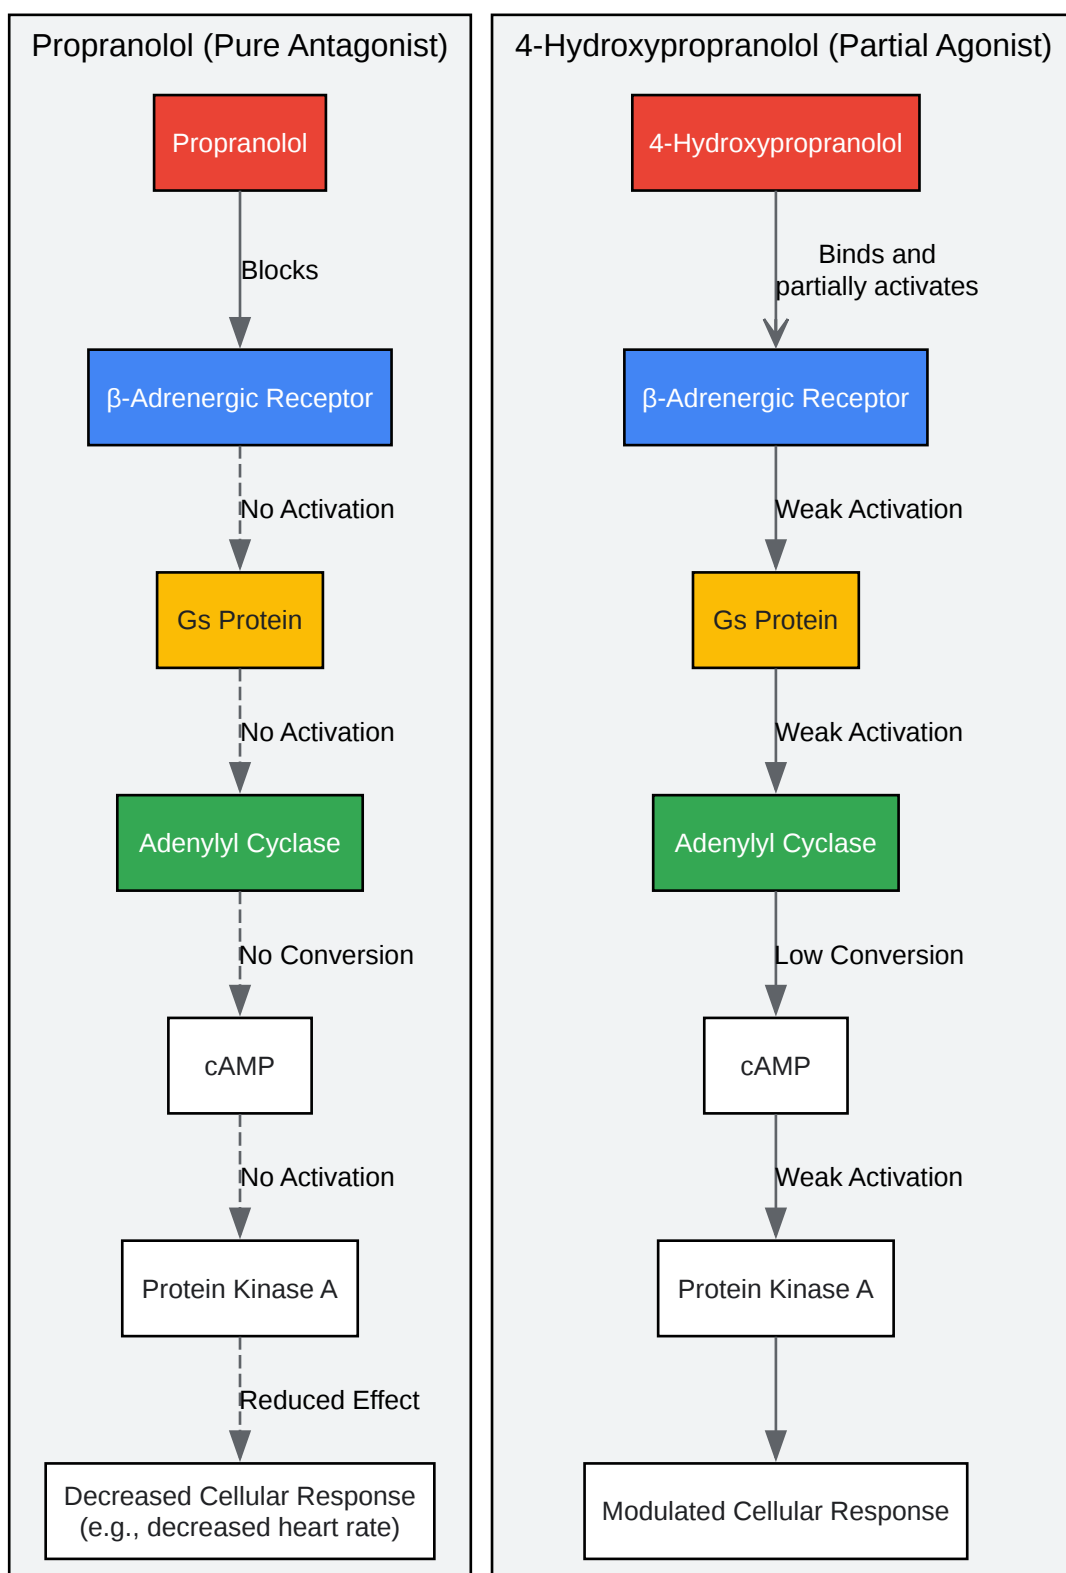 Propranolol (Pure Antagonist)
Propranolol
Blocks
β-Adrenergic Receptor
No Activation
Gs Protein
No Activation
Adenylyl Cyclase
No Conversion
cAMP
No Activation
Protein Kinase A
Reduced Effect
Decreased Cellular Response
(e.g., decreased heart rate)
4-Hydroxypropranolol (Partial Agonist)
4-Hydroxypropranolol
Binds and
partially activates
β-Adrenergic Receptor
Weak Activation
Gs Protein
Weak Activation
Adenylyl Cyclase
Low Conversion
cAMP
Weak Activation
Protein Kinase A
Modulated Cellular Response